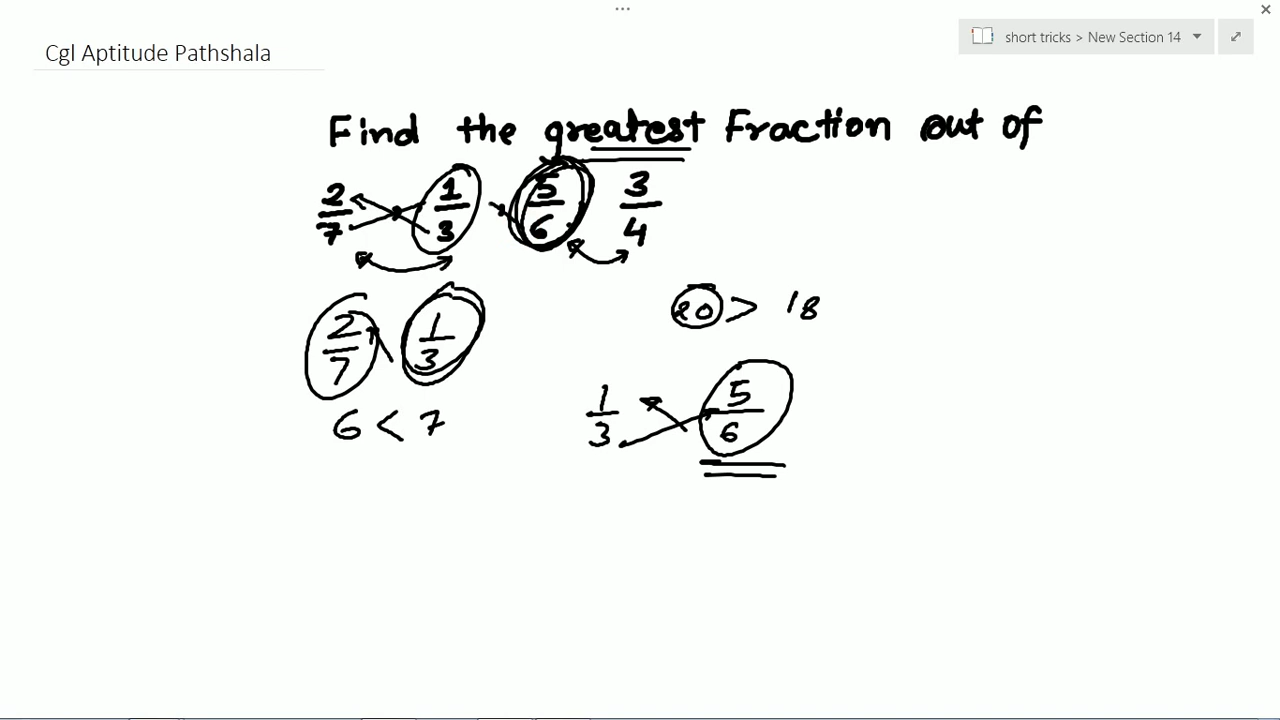 Cgl Aptitude Pathshala
short tricks > New Section 14
Find the greatest Fraction out of
2/7 1/3 5/6 3/4
20 > 18
2/7 1/3
1/3 5/6
6 < 7